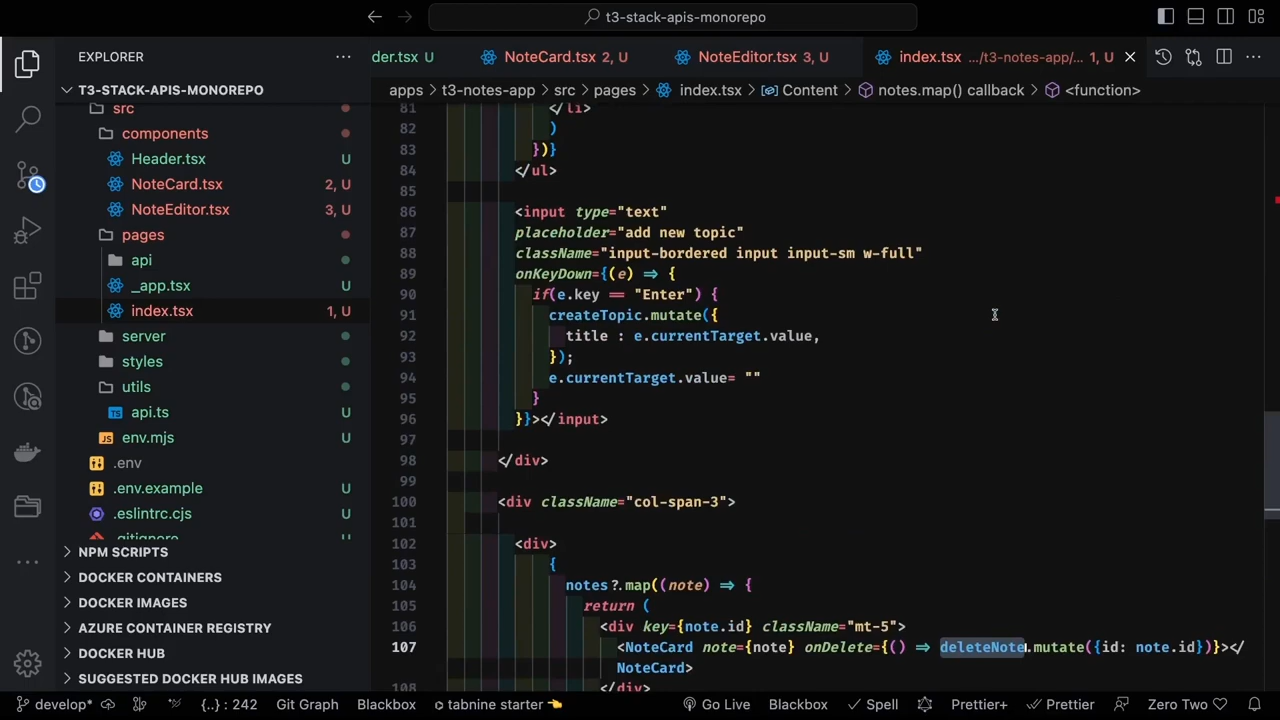 t3-stack-apis-monorepo
EXPLORER
der.tsx U
NoteCard.tsx 2, U
NoteEditor.tsx 3, U
index.tsx .../t3-notes-app/... 1, U
T3-STACK-APIS-MONOREPO
apps > t3-notes-app > src > pages > index.tsx > Content > notes.map() callback > <function>
src
components
Header.tsx U
NoteCard.tsx 2, U
NoteEditor.tsx 3, U
pages
api
_app.tsx U
index.tsx 1, U
server
styles
utils
api.ts U
env.mjs U
.env
.env.example U
.eslintrc.cjs U
.gitignore U
NPM SCRIPTS
DOCKER CONTAINERS
DOCKER IMAGES
AZURE CONTAINER REGISTRY
DOCKER HUB
SUGGESTED DOCKER HUB IMAGES
81 </li>
82 )
83 })}
84 </ul>
85
86 <input type="text"
87 placeholder="add new topic"
88 className="input-bordered input input-sm w-full"
89 onKeyDown={(e) => {
90 if(e.key == "Enter") {
91 createTopic.mutate({
92 title : e.currentTarget.value,
93 });
94 e.currentTarget.value= ""
95 }
96 }}></input>
97
98 </div>
99
100 <div className="col-span-3">
101
102 <div>
103 {
104 notes?.map((note) => {
105 return (
106 <div key={note.id} className="mt-5">
107 <NoteCard note={note} onDelete={() => deleteNote.mutate({id: note.id})}></
NoteCard>
108 </div>
develop* {..} : 242 Git Graph Blackbox tabnine starter 👈 Go Live Blackbox Spell Prettier+ Prettier Zero Two